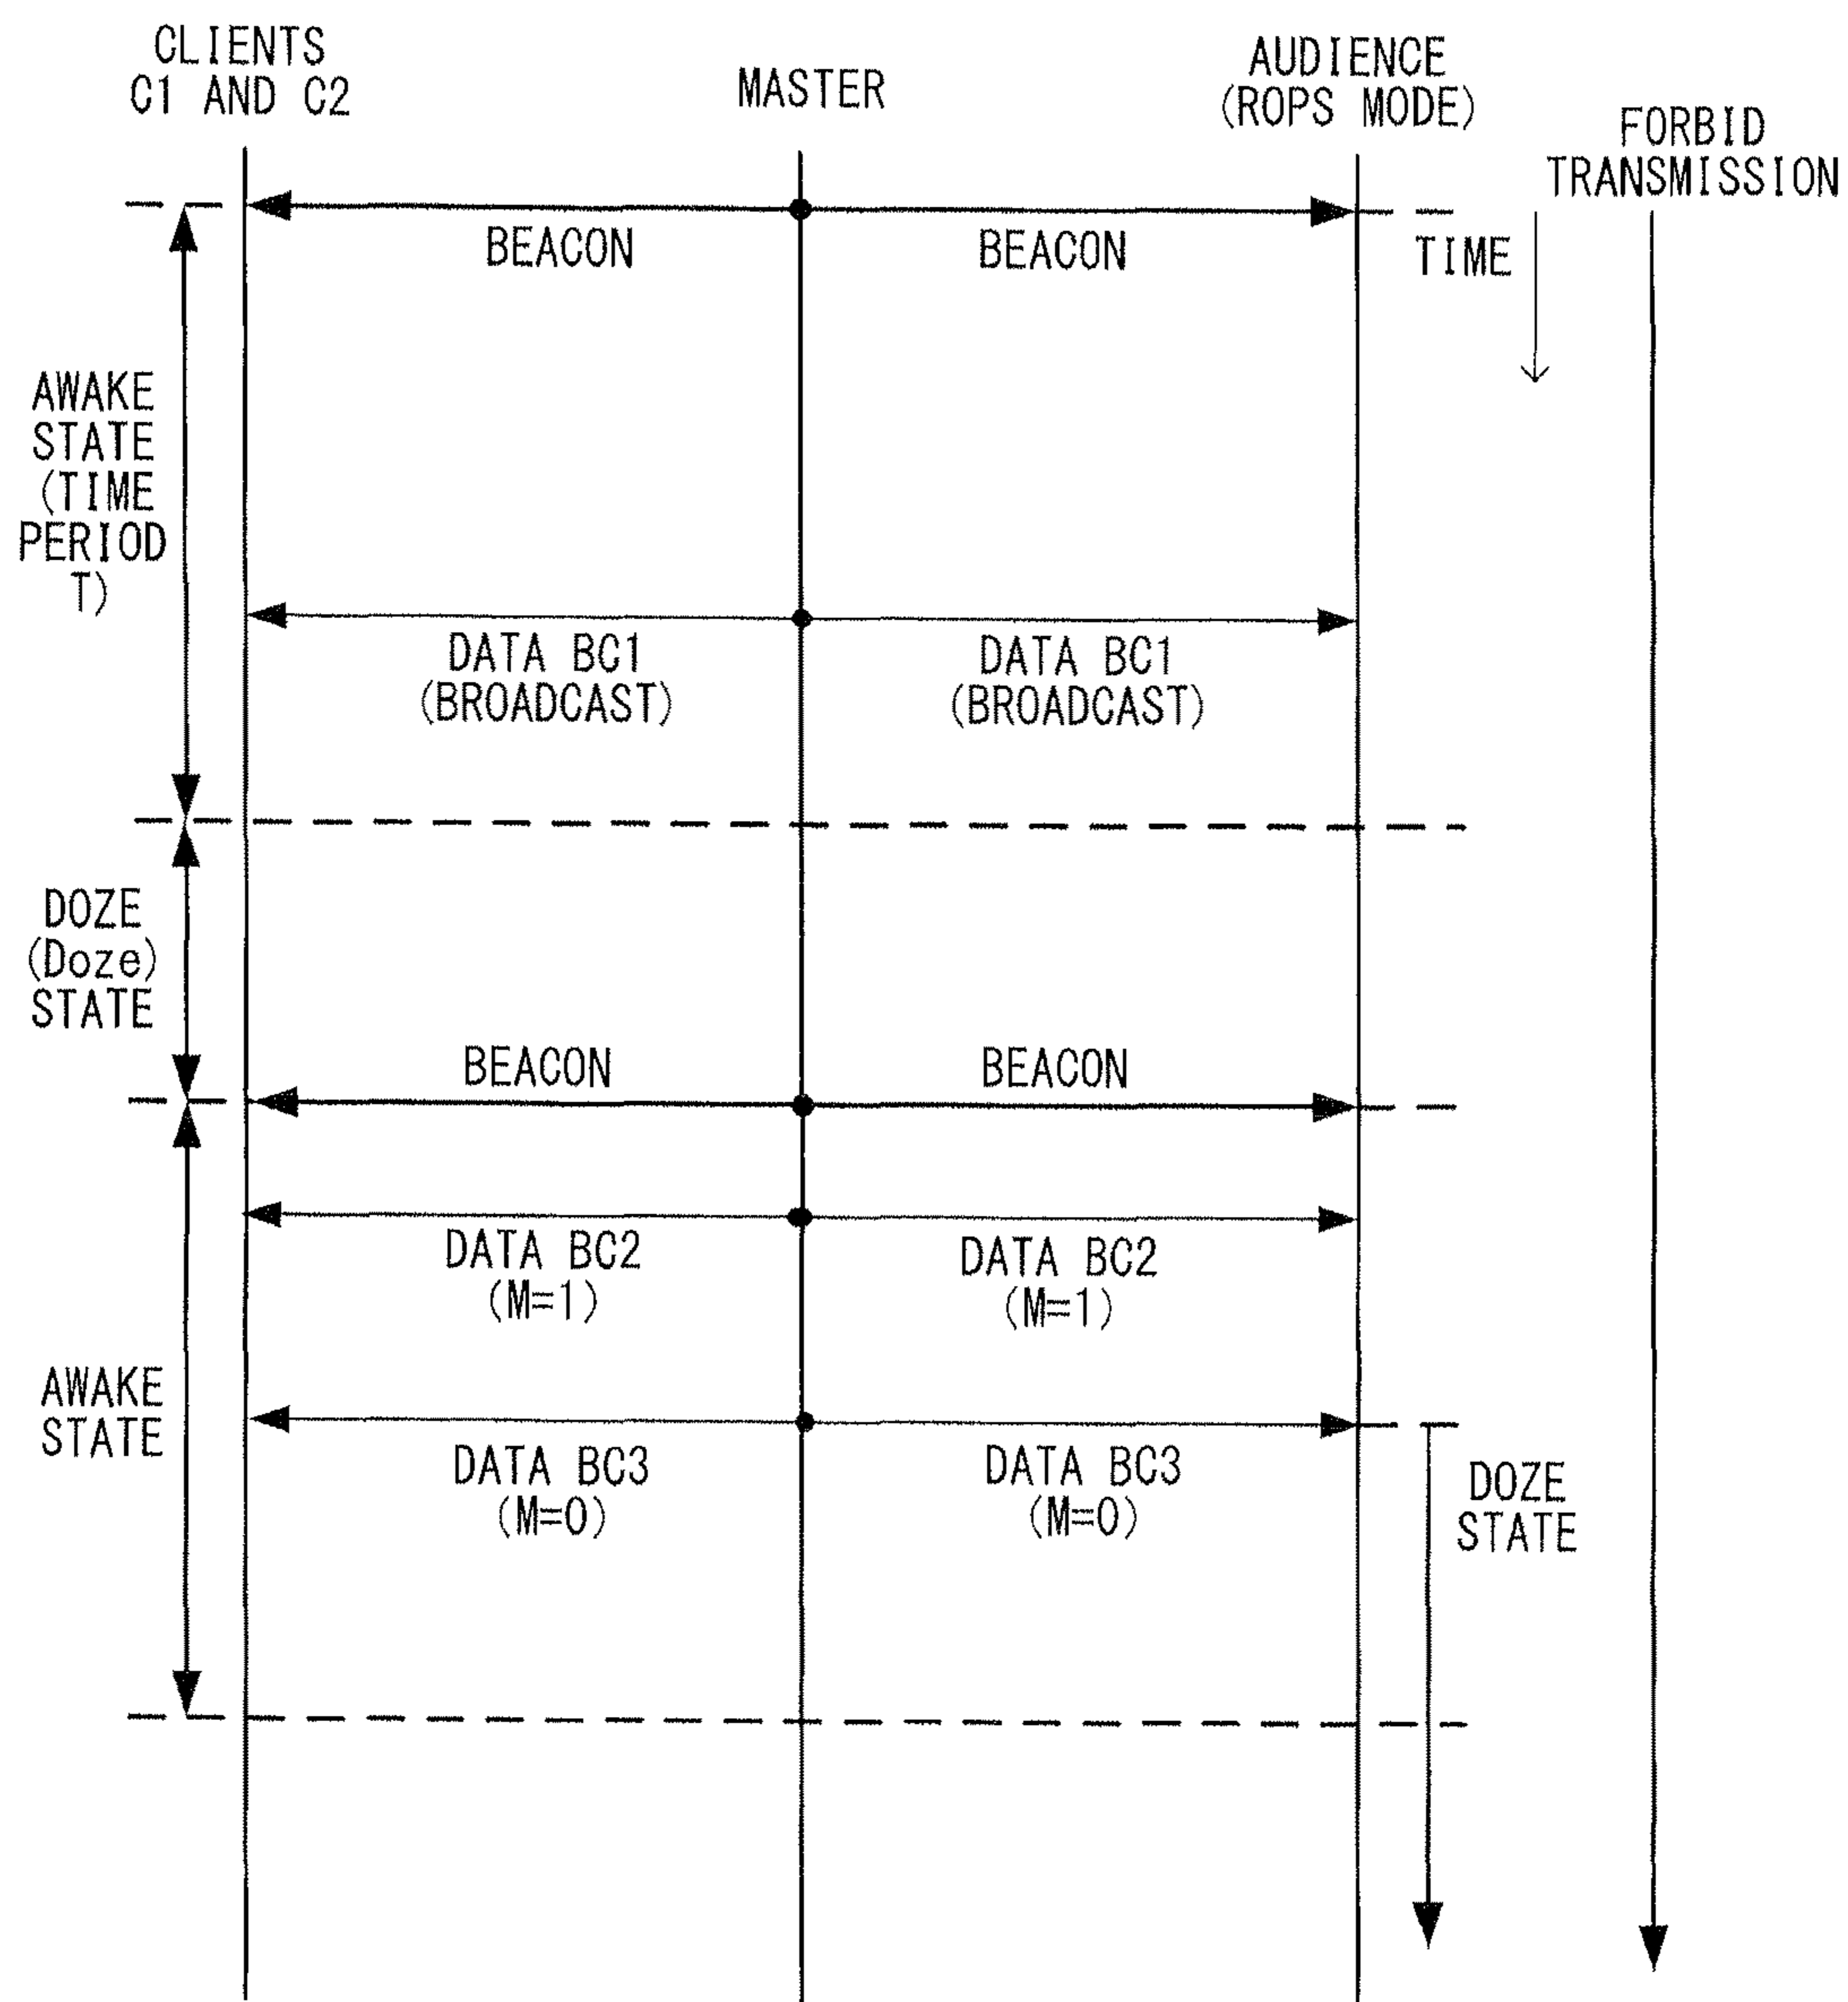 CLIENTS
C1 AND C2
MASTER
AUDIENCE
(ROPS MODE)
FORBID
TRANSMISSION
BEACON
BEACON
TIME
AWAKE
STATE
(TIME
PERIOD
T)
DATA BC1
(BROADCAST)
DATA BC1
(BROADCAST)
DOZE
(Doze)
STATE
BEACON
BEACON
DATA BC2
(M=1)
DATA BC2
(M=1)
AWAKE
STATE
DATA BC3
(M=0)
DATA BC3
(M=0)
DOZE
STATE